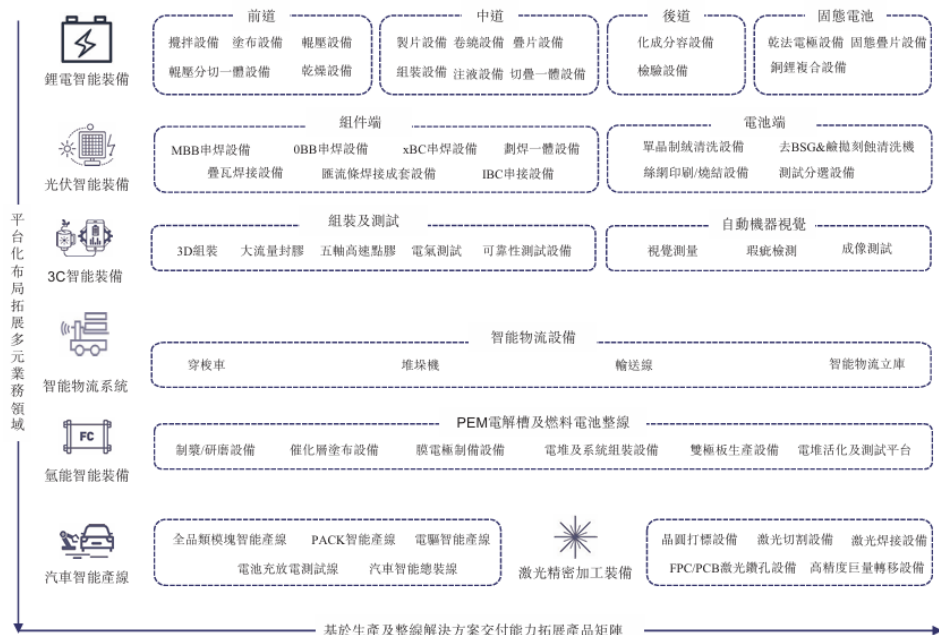 前道
中道
後道
固態電池
攪拌設備 塗布設備 輥壓設備
製片設備 卷繞設備 疊片設備
化成分容設備
乾法電極設備 固態疊片設備
輥壓分切一體設備 乾燥設備
組裝設備 注液設備 切疊一體設備
檢驗設備
銅鋰複合設備
鋰電智能裝備
組件端
電池端
MBB串焊設備 0BB串焊設備 xBC串焊設備 劃焊一體設備
單晶制絨清洗設備 去BSG&鹼拋刻蝕清洗機
疊瓦焊接設備 匯流條焊接成套設備 IBC串接設備
絲網印刷/燒結設備 測試分選設備
光伏智能裝備
組裝及測試
自動機器視覺
3D組裝 大流量封膠 五軸高速點膠 電氣測試 可靠性測試設備
視覺測量 瑕疵檢測 成像測試
3C智能裝備
平台化布局拓展多元業務領域
智能物流設備
穿梭車 堆垛機 輸送線 智能物流立庫
智能物流系統
PEM電解槽及燃料電池整線
FC
制漿/研磨設備 催化層塗布設備 膜電極制備設備 電堆及系統組裝設備 雙極板生產設備 電堆活化及測試平台
氫能智能裝備
全品類模塊智能產線 PACK智能產線 電驅智能產線
電池充放電測試線 汽車智能總裝線
汽車智能產線
激光精密加工裝備
晶圓打標設備 激光切割設備 激光焊接設備
FPC/PCB激光鑽孔設備 高精度巨量轉移設備
基於生產及整線解決方案交付能力拓展產品矩陣